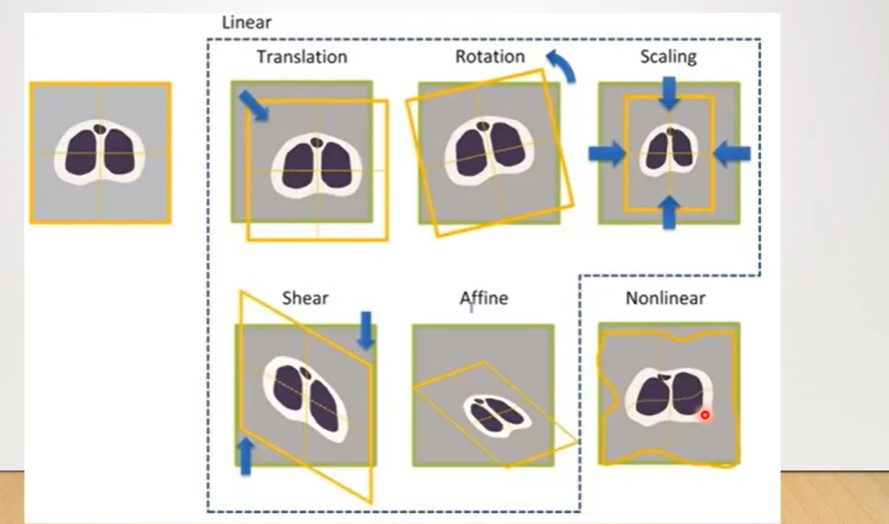 Linear
Translation
Rotation
Scaling
Shear
Affine
Nonlinear